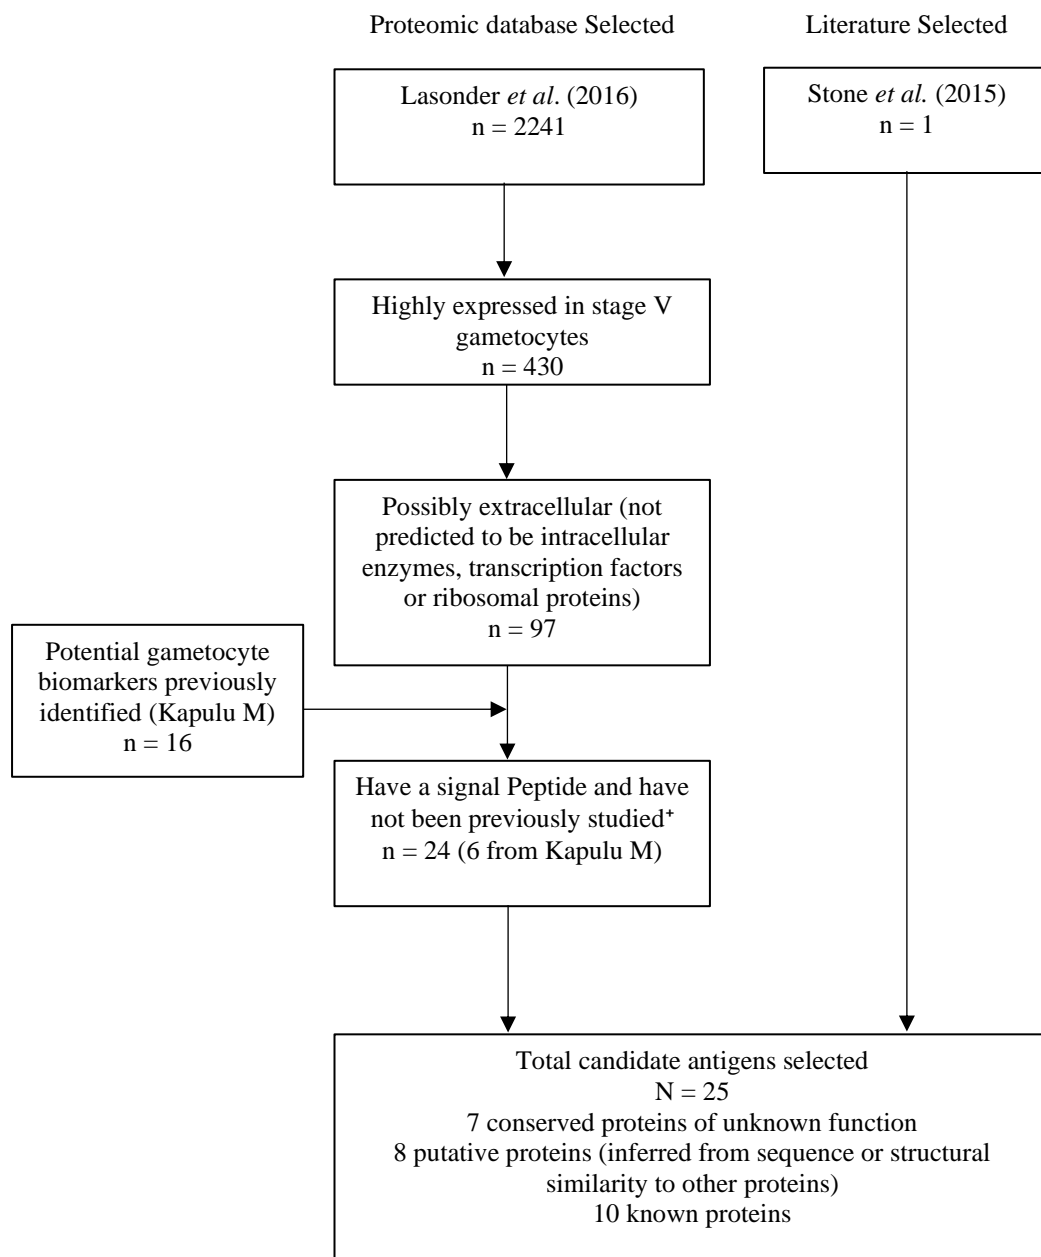 Proteomic database Selected
Literature Selected
Lasonder et al. (2016)
n = 2241
Stone et al. (2015)
n = 1
Highly expressed in stage V
gametocytes
n = 430
Possibly extracellular (not
predicted to be intracellular
enzymes, transcription factors
or ribosomal proteins)
n = 97
Potential gametocyte
biomarkers previously
identified (Kapulu M)
n = 16
Have a signal Peptide and have
not been previously studied⁺
n = 24 (6 from Kapulu M)
Total candidate antigens selected
N = 25
7 conserved proteins of unknown function
8 putative proteins (inferred from sequence or structural
similarity to other proteins)
10 known proteins